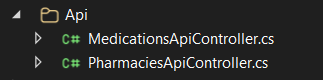 Api
C# MedicationsApiController.cs
C# PharmaciesApiController.cs